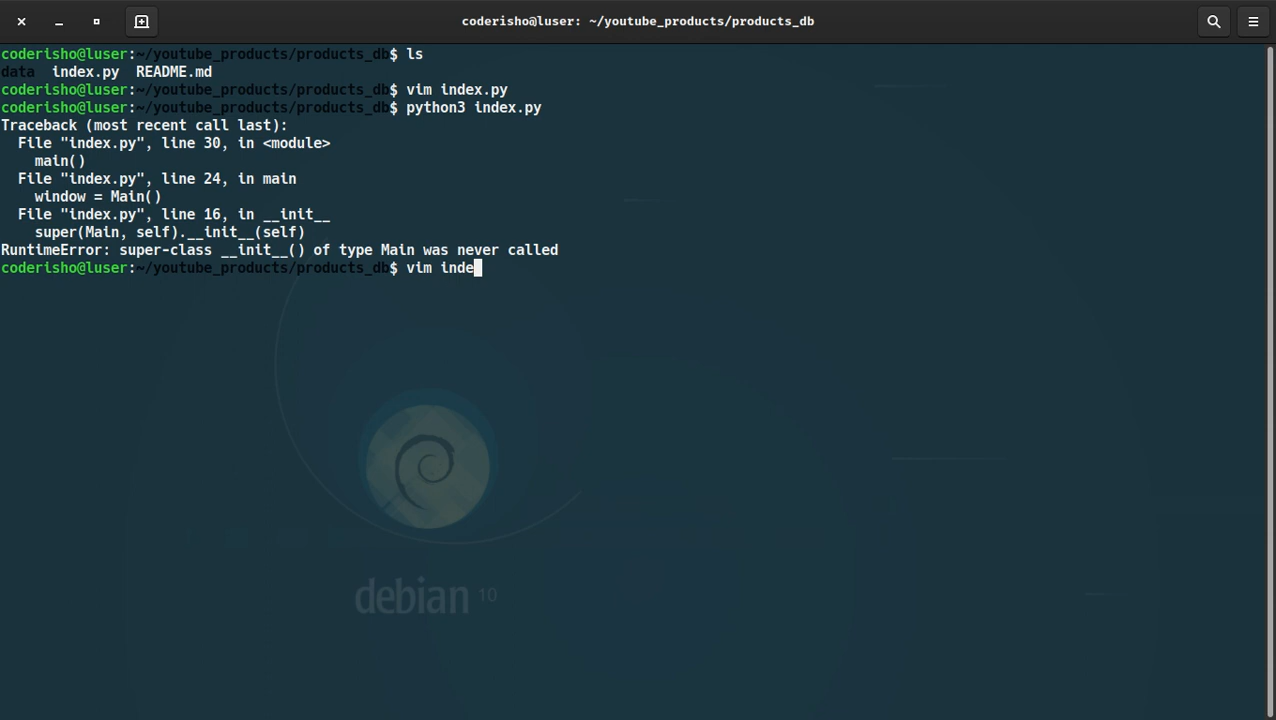 coderisho@luser: ~/youtube_products/products_db
coderisho@luser:~/youtube_products/products_db$ ls
data  index.py  README.md
coderisho@luser:~/youtube_products/products_db$ vim index.py
coderisho@luser:~/youtube_products/products_db$ python3 index.py
Traceback (most recent call last):
  File "index.py", line 30, in <module>
    main()
  File "index.py", line 24, in main
    window = Main()
  File "index.py", line 16, in __init__
    super(Main, self).__init__(self)
RuntimeError: super-class __init__() of type Main was never called
coderisho@luser:~/youtube_products/products_db$ vim inde
debian 10